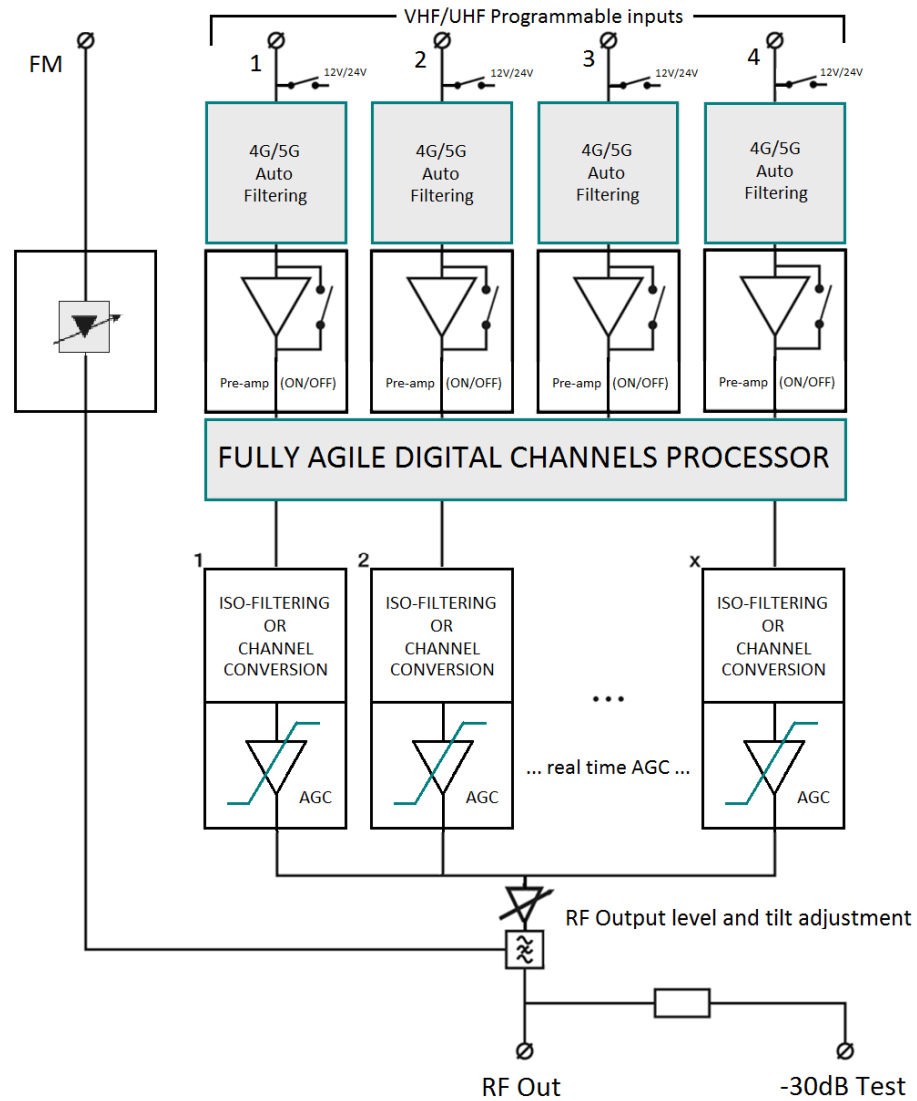 VHF/UHF Programmable inputs
FM
1
2
3
4
12V/24V
12V/24V
12V/24V
12V/24V
4G/5G
Auto
Filtering
4G/5G
Auto
Filtering
4G/5G
Auto
Filtering
4G/5G
Auto
Filtering
Pre-amp (ON/OFF)
Pre-amp (ON/OFF)
Pre-amp (ON/OFF)
Pre-amp (ON/OFF)
FULLY AGILE DIGITAL CHANNELS PROCESSOR
1
2
x
ISO-FILTERING
OR
CHANNEL
CONVERSION
ISO-FILTERING
OR
CHANNEL
CONVERSION
ISO-FILTERING
OR
CHANNEL
CONVERSION
...
AGC
AGC
... real time AGC ...
AGC
RF Output level and tilt adjustment
RF Out
-30dB Test